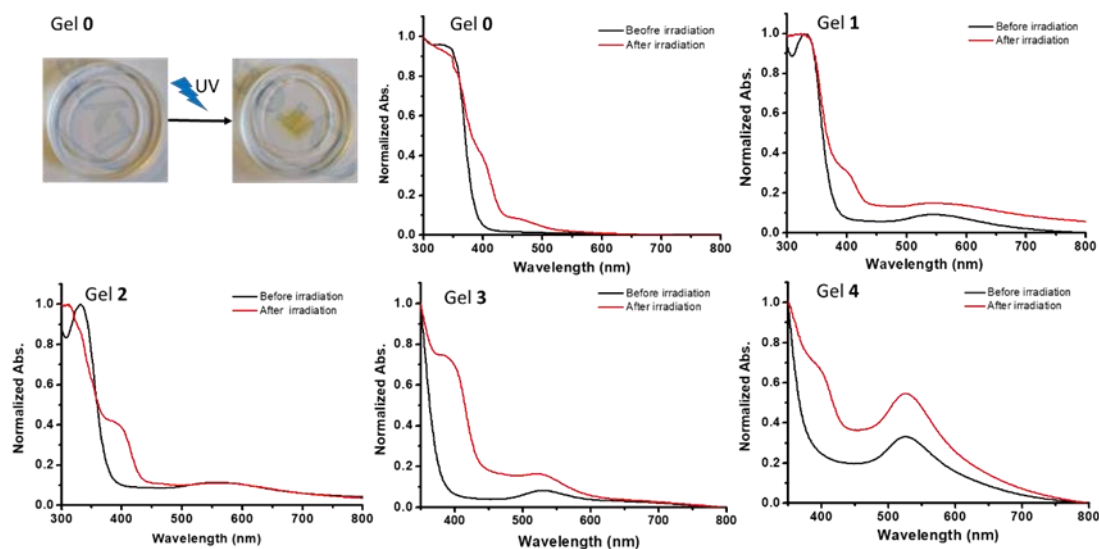 Gel 0
UV
Gel 0
Beofre irradiation
After irradiation
Normalized Abs.
1.0
0.8
0.6
0.4
0.2
0.0
300 400 500 600 700 800
Wavelength (nm)
Gel 1
Before irradiation
After irradiation
Normalized Abs.
1.0
0.8
0.6
0.4
0.2
0.0
300 400 500 600 700 800
Wavelength (nm)
Gel 2
Before irradiation
After irradiation
Normalized Abs.
1.0
0.8
0.6
0.4
0.2
0.0
300 400 500 600 700 800
Wavelength (nm)
Gel 3
Before irradiation
After irradiation
Normalized Abs.
1.0
0.8
0.6
0.4
0.2
0.0
400 500 600 700 800
Wavelength (nm)
Gel 4
Before irradiation
After irradiation
Normalized Abs.
1.0
0.8
0.6
0.4
0.2
0.0
400 500 600 700 800
Wavelength (nm)